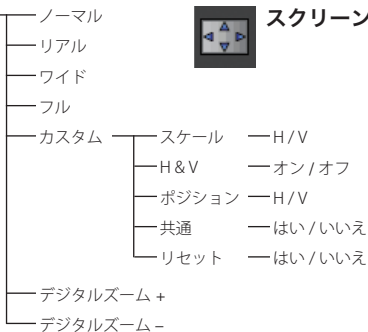 スクリーン
ノーマル
リアル
ワイド
フル
カスタム スケール H / V
H & V オン / オフ
ポジション H / V
共通 はい / いいえ
リセット はい / いいえ
デジタルズーム +
デジタルズーム –